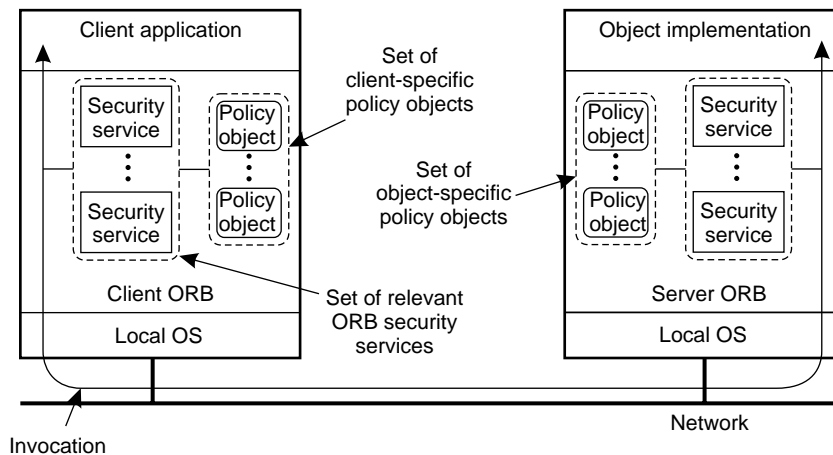 Client application
Set of
client-specific
policy objects
Object implementation
Security
service
Policy
object
Security
service
Policy
object
Client ORB
Local OS
Set of
object-specific
policy objects
Set of relevant
ORB security
services
Policy
object
Security
service
Policy
object
Security
service
Server ORB
Local OS
Network
Invocation